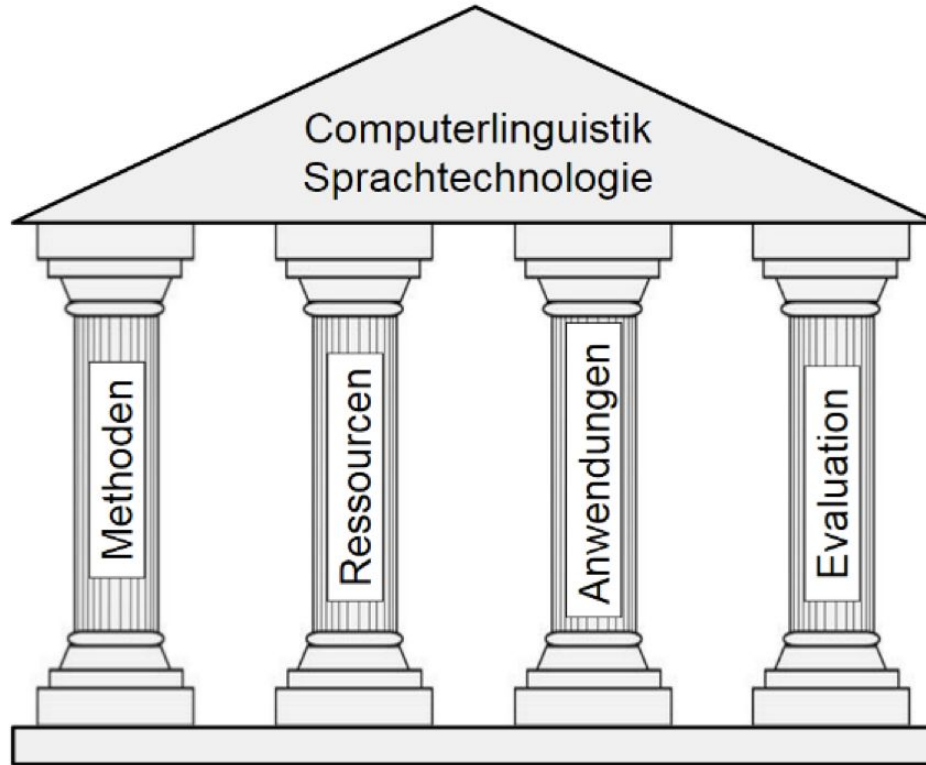 Computerlinguistik
Sprachtechnologie
Methoden
Ressourcen
Anwendungen
Evaluation